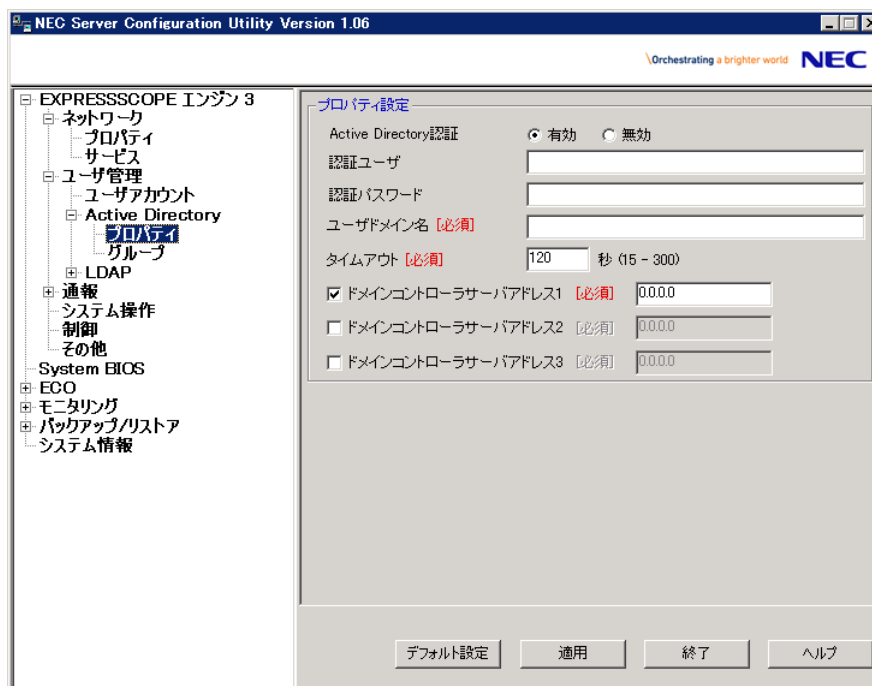 NEC Server Configuration Utility Version 1.06
\Orchestrating a brighter world NEC
EXPRESSSCOPE エンジン 3
ネットワーク
プロパティ
サービス
ユーザ管理
ユーザアカウント
Active Directory
プロパティ
グループ
LDAP
通報
システム操作
制御
その他
System BIOS
ECO
モニタリング
バックアップ/リストア
システム情報
プロパティ設定
Active Directory認証 有効 無効
認証ユーザ
認証パスワード
ユーザドメイン名 [必須]
タイムアウト [必須] 120 秒 (15 - 300)
ドメインコントローラサーバアドレス1 [必須] 0.0.0.0
ドメインコントローラサーバアドレス2 [必須] 0.0.0.0
ドメインコントローラサーバアドレス3 [必須] 0.0.0.0
デフォルト設定 適用 終了 ヘルプ